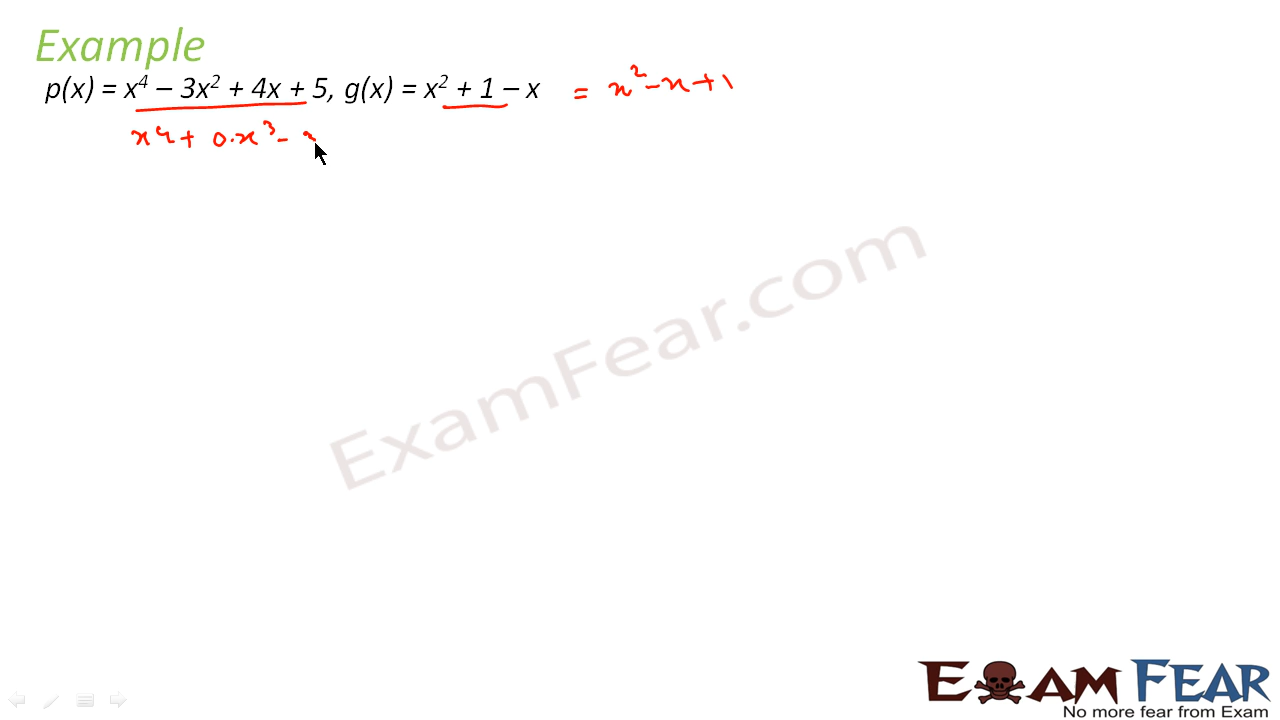 Example
p(x) = x⁴ – 3x² + 4x + 5, g(x) = x² + 1 – x = x² - x + 1
x⁴ + 0·x³ -
ExamFear.com
EXAM FEAR
No more fear from Exam